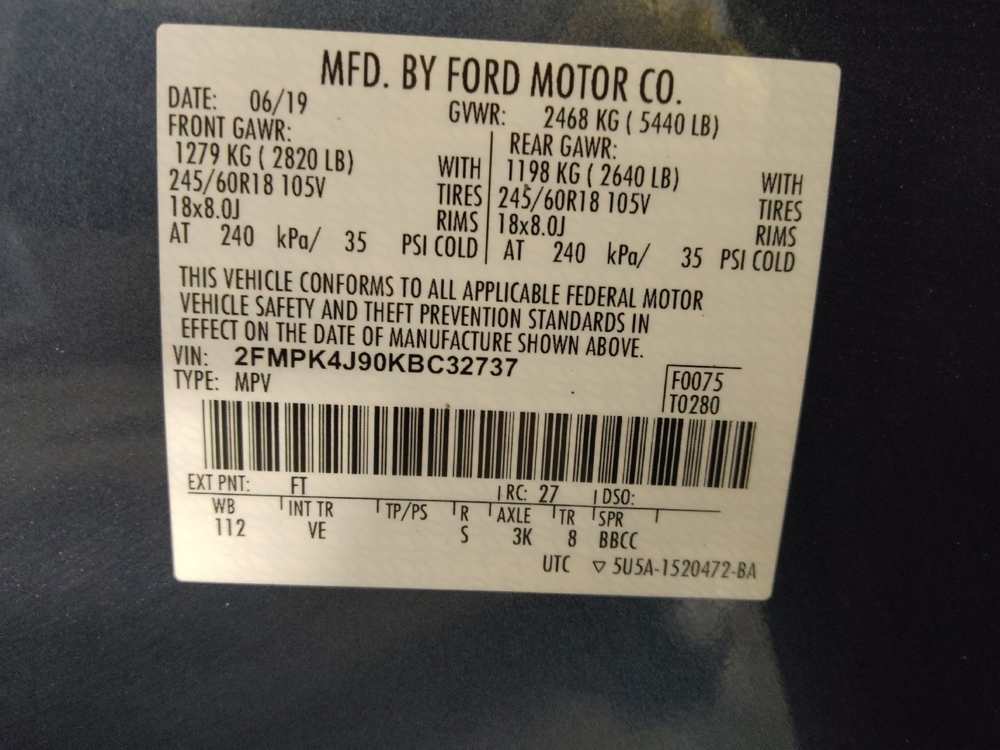 MFD. BY FORD MOTOR CO.
DATE: 06/19 GVWR: 2468 KG ( 5440 LB)
FRONT GAWR: REAR GAWR:
1279 KG ( 2820 LB) WITH 1198 KG ( 2640 LB) WITH
245/60R18 105V TIRES 245/60R18 105V TIRES
18x8.0J RIMS 18x8.0J RIMS
AT 240 kPa/ 35 PSI COLD AT 240 kPa/ 35 PSI COLD
THIS VEHICLE CONFORMS TO ALL APPLICABLE FEDERAL MOTOR
VEHICLE SAFETY AND THEFT PREVENTION STANDARDS IN
EFFECT ON THE DATE OF MANUFACTURE SHOWN ABOVE.
VIN: 2FMPK4J90KBC32737
TYPE: MPV
F0075
T0280
EXT PNT: FT RC: 27 DSO:
WB INT TR TP/PS R AXLE TR SPR
112 VE S 3K 8 BBCC
UTC ▽ 5U5A-1520472-BA